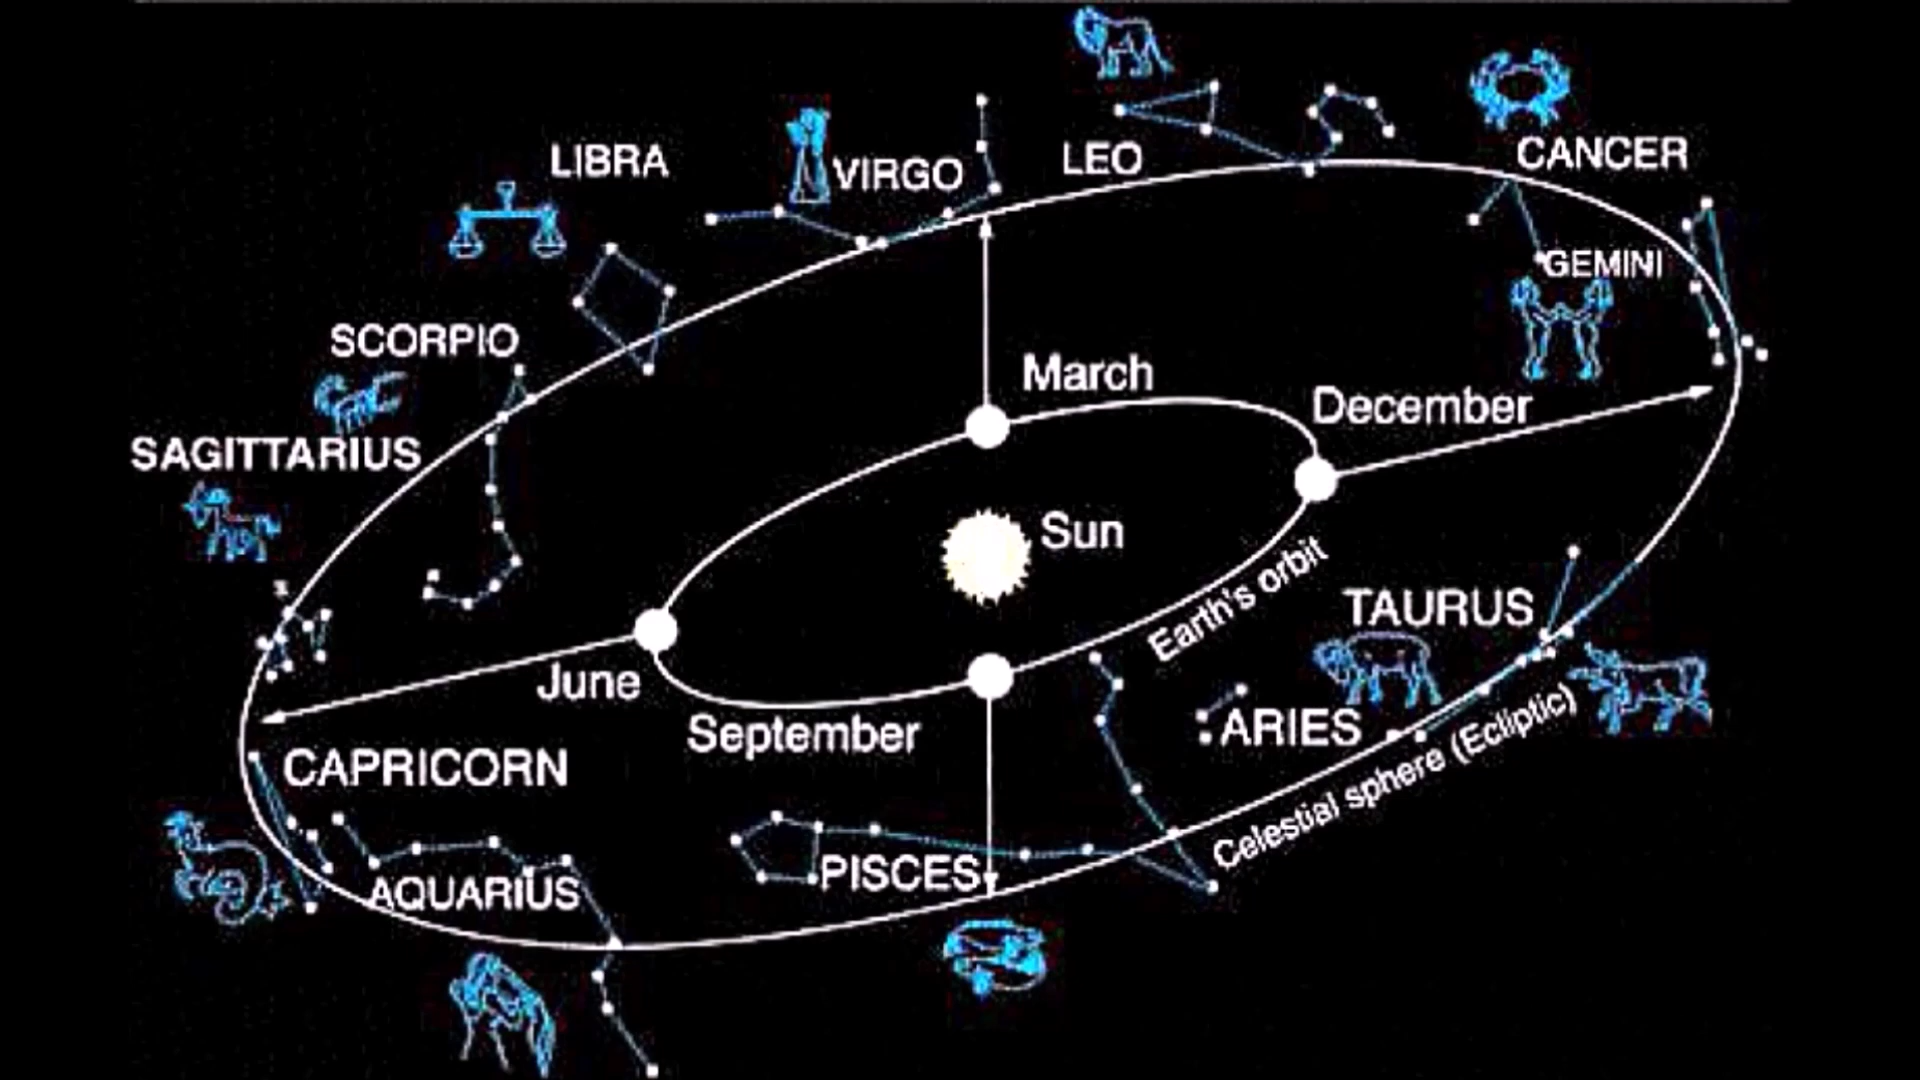 LEO
CANCER
LIBRA
VIRGO
GEMINI
SCORPIO
March
December
SAGITTARIUS
Sun
Earth's orbit
TAURUS
June
September
ARIES
CAPRICORN
Celestial sphere (Ecliptic)
AQUARIUS
PISCES